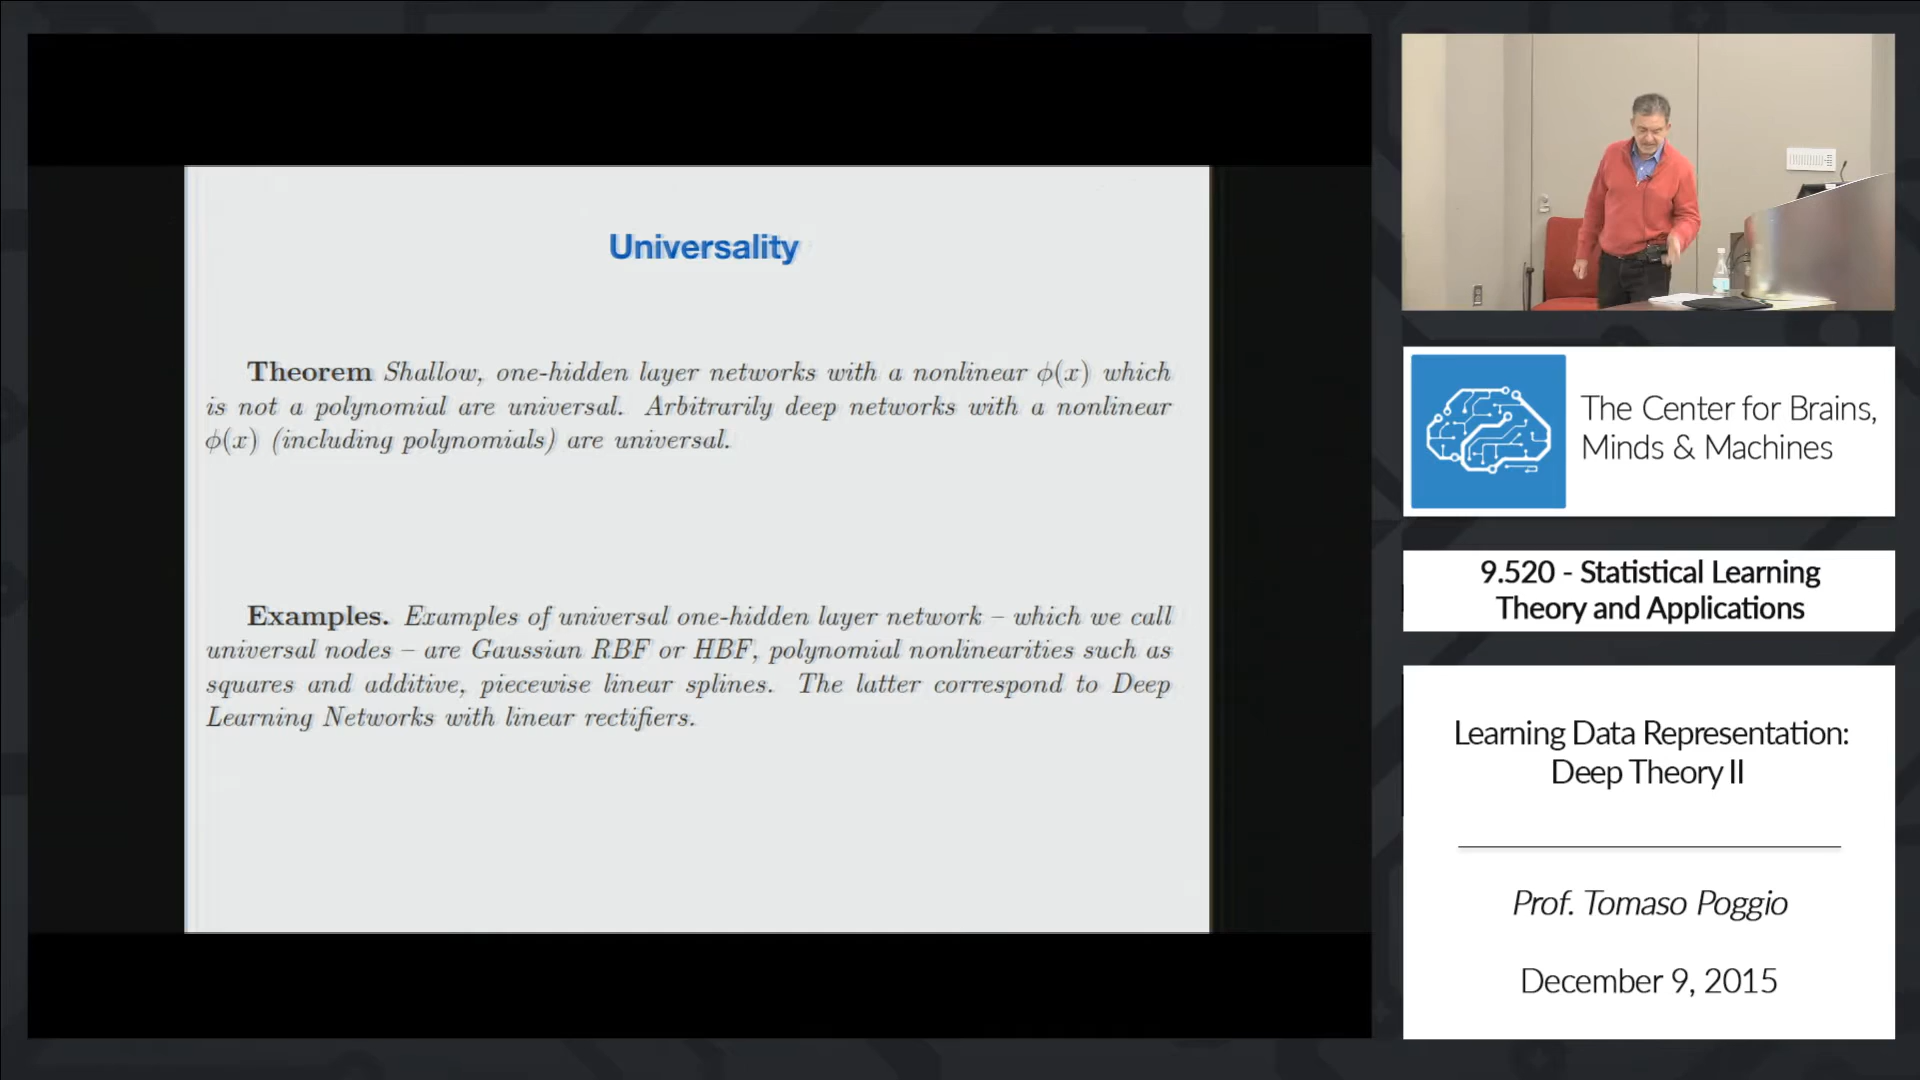 Universality
Theorem Shallow, one-hidden layer networks with a nonlinear ϕ(x) which
is not a polynomial are universal. Arbitrarily deep networks with a nonlinear
ϕ(x) (including polynomials) are universal.
Examples. Examples of universal one-hidden layer network – which we call
universal nodes – are Gaussian RBF or HBF, polynomial nonlinearities such as
squares and additive, piecewise linear splines. The latter correspond to Deep
Learning Networks with linear rectifiers.
The Center for Brains,
Minds & Machines
9.520 - Statistical Learning
Theory and Applications
Learning Data Representation:
Deep Theory II
Prof. Tomaso Poggio
December 9, 2015